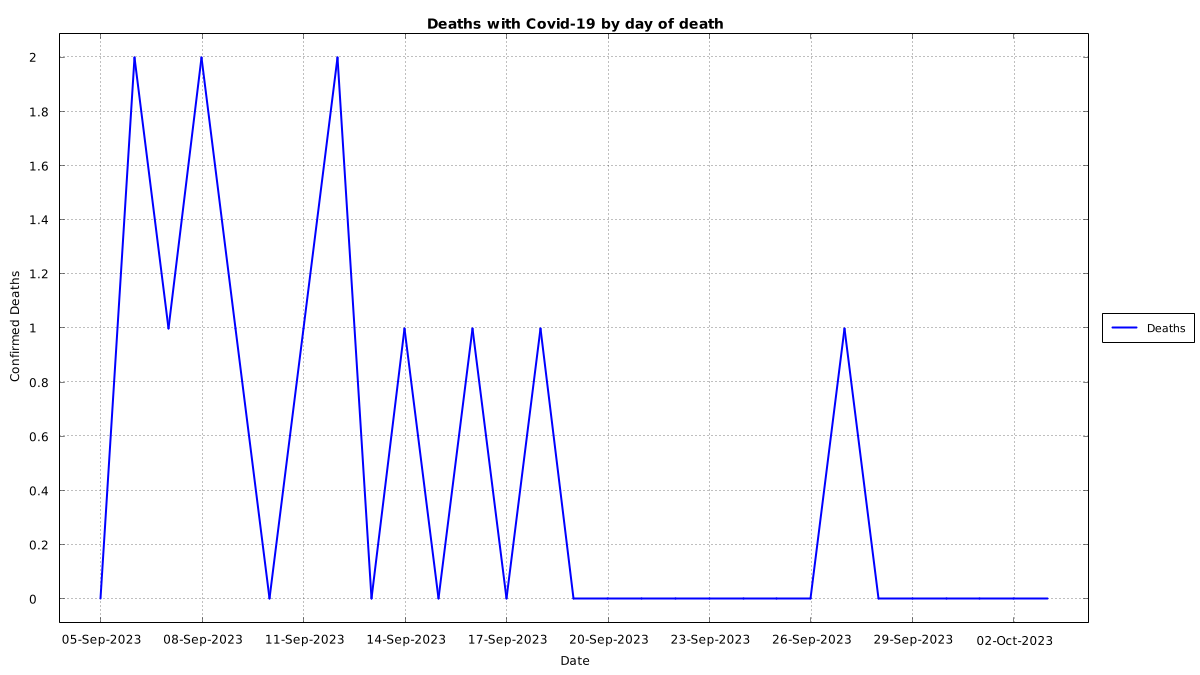 Deaths with Covid-19 by day of death
2
1.8
1.6
1.4
1.2
1
0.8
0.6
0.4
0.2
0
Confirmed Deaths
05-Sep-2023 08-Sep-2023 11-Sep-2023 14-Sep-2023 17-Sep-2023 20-Sep-2023 23-Sep-2023 26-Sep-2023 29-Sep-2023 02-Oct-2023
Date
Deaths